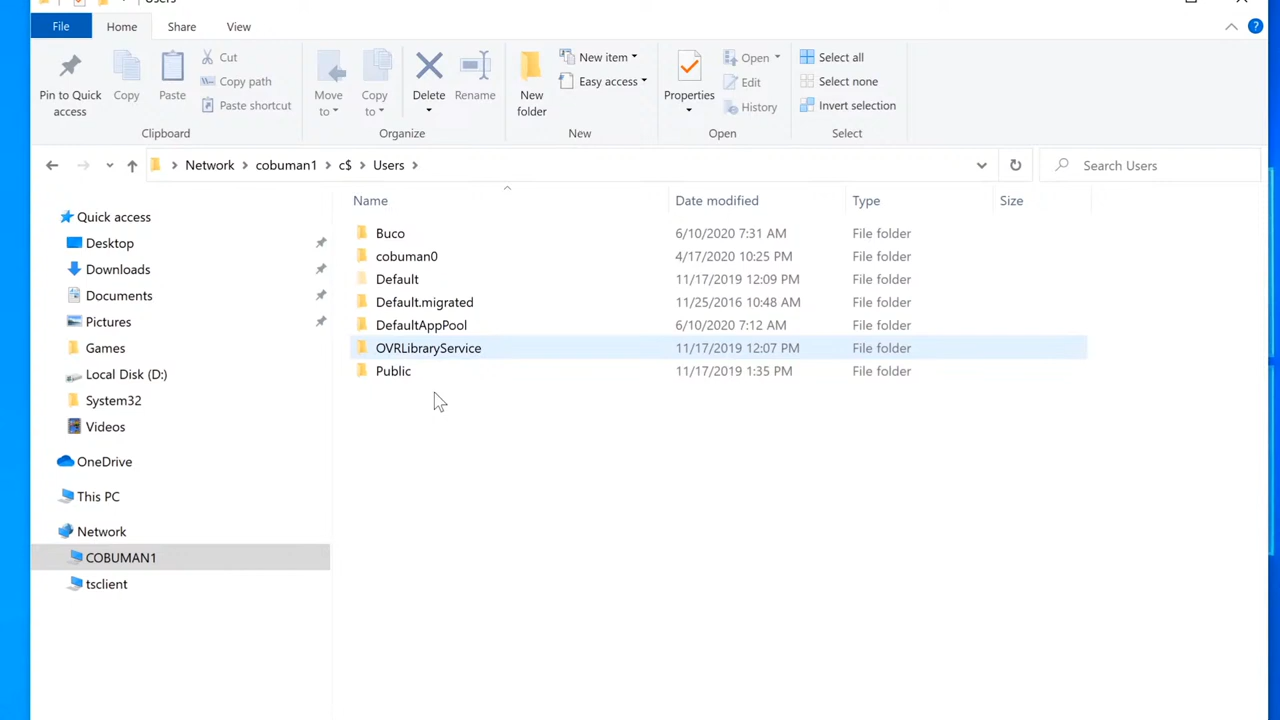 Users
File Home Share View
Pin to Quick access
Copy
Paste
Cut
Copy path
Paste shortcut
Clipboard
Move to
Copy to
Delete
Rename
Organize
New folder
New item
Easy access
New
Properties
Open
Edit
History
Open
Select all
Select none
Invert selection
Select
Network cobuman1 c$ Users
Search Users
Name Date modified Type Size
Quick access
Desktop
Downloads
Documents
Pictures
Games
Local Disk (D:)
System32
Videos
OneDrive
This PC
Network
COBUMAN1
tsclient
Buco 6/10/2020 7:31 AM File folder
cobuman0 4/17/2020 10:25 PM File folder
Default 11/17/2019 12:09 PM File folder
Default.migrated 11/25/2016 10:48 AM File folder
DefaultAppPool 6/10/2020 7:12 AM File folder
OVRLibraryService 11/17/2019 12:07 PM File folder
Public 11/17/2019 1:35 PM File folder